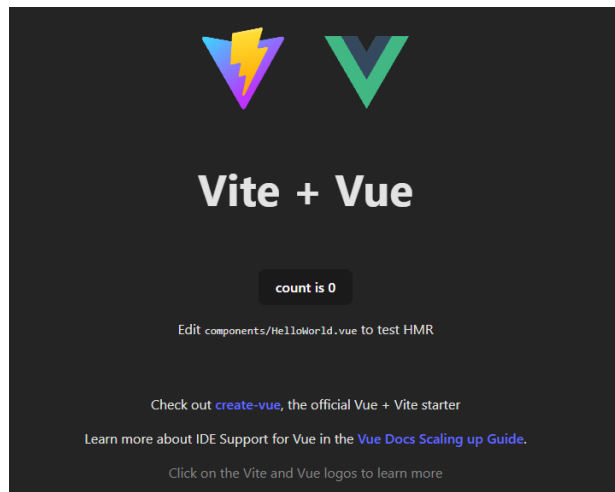 Vite + Vue
count is 0
Edit components/HelloWorld.vue to test HMR
Check out create-vue, the official Vue + Vite starter
Learn more about IDE Support for Vue in the Vue Docs Scaling up Guide.
Click on the Vite and Vue logos to learn more